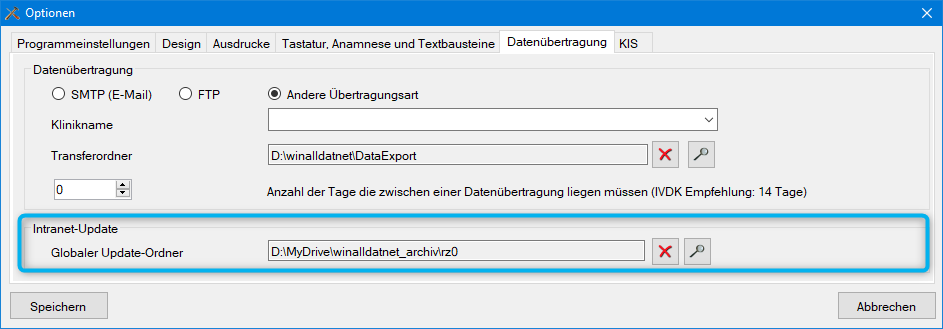 Optionen
Programmeinstellungen Design Ausdrucke Tastatur, Anamnese und Textbausteine Datenübertragung KIS
Datenübertragung
SMTP (E-Mail) FTP Andere Übertragungsart
Klinikname
Transferordner D:\winalldatnet\DataExport
0 Anzahl der Tage die zwischen einer Datenübertragung liegen müssen (IVDK Empfehlung: 14 Tage)
Intranet-Update
Globaler Update-Ordner D:\MyDrive\winalldatnet_archiv\rz0
Speichern Abbrechen